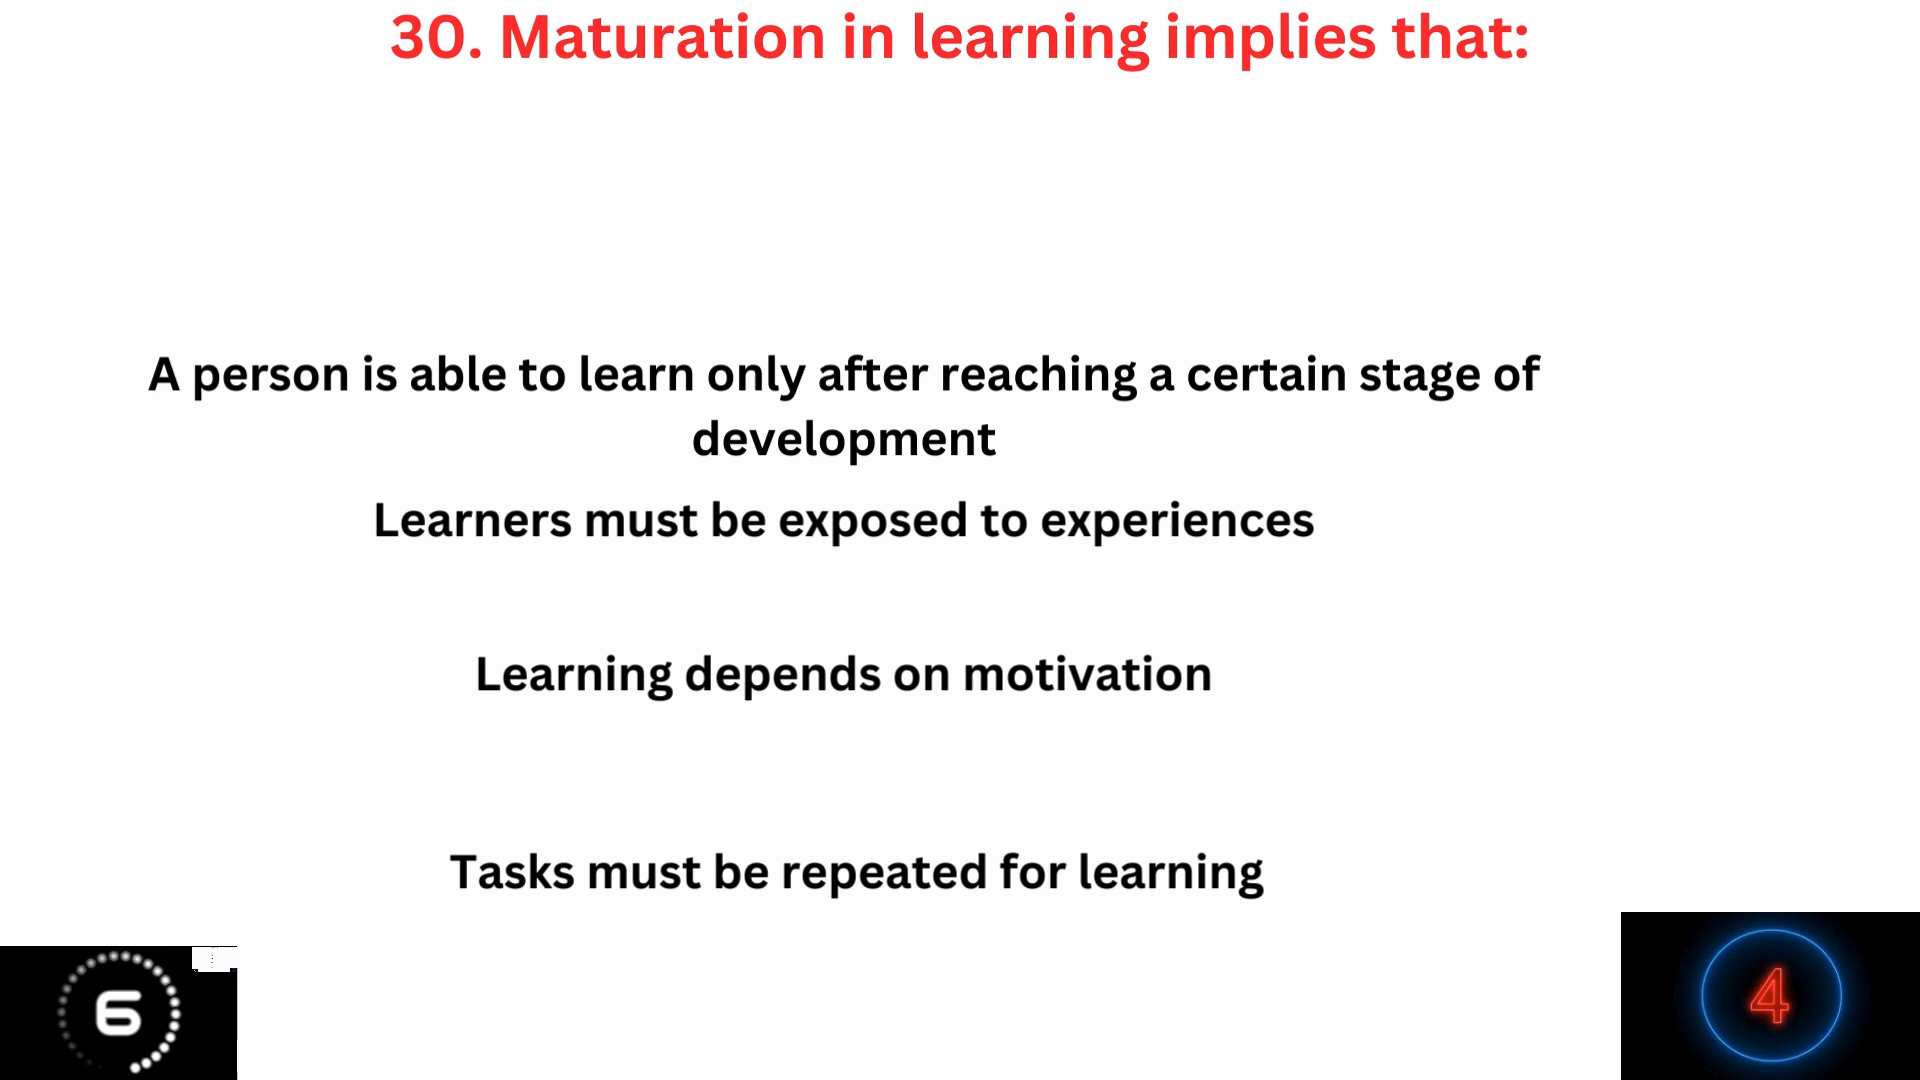 30. Maturation in learning implies that:
A person is able to learn only after reaching a certain stage of
development
Learners must be exposed to experiences
Learning depends on motivation
Tasks must be repeated for learning
6
4